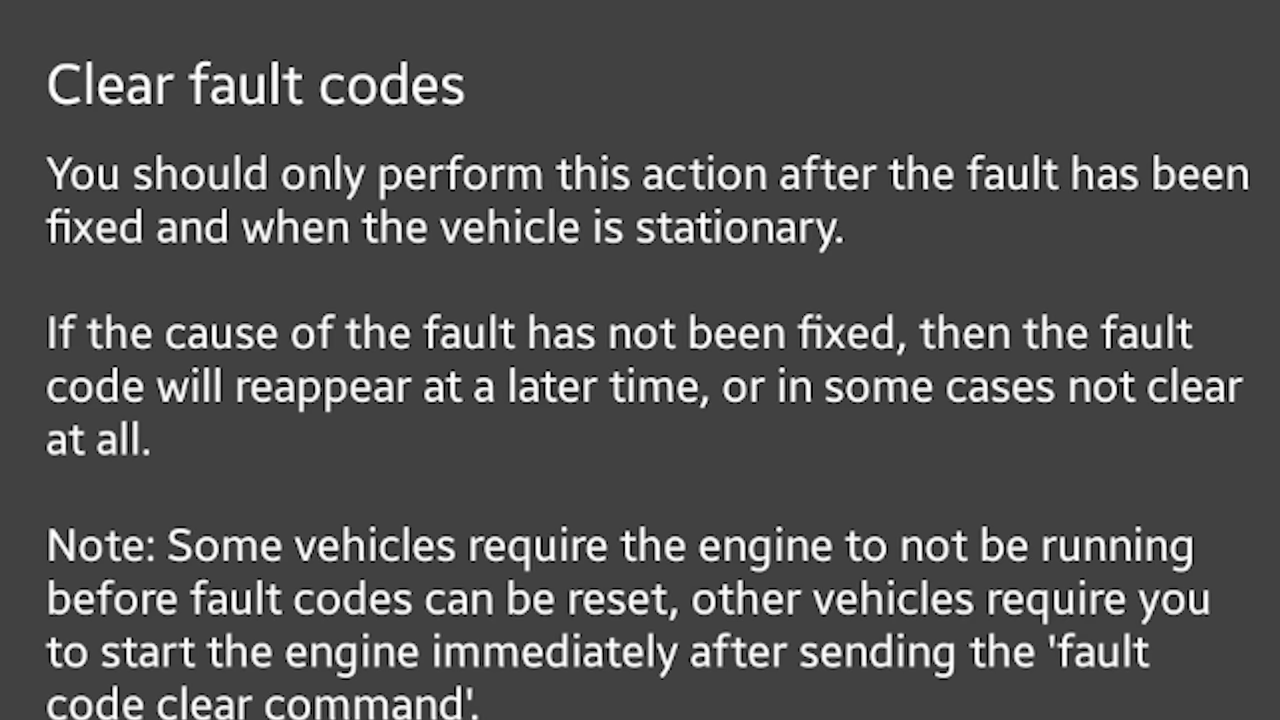 Clear fault codes
You should only perform this action after the fault has been
fixed and when the vehicle is stationary.
If the cause of the fault has not been fixed, then the fault
code will reappear at a later time, or in some cases not clear
at all.
Note: Some vehicles require the engine to not be running
before fault codes can be reset, other vehicles require you
to start the engine immediately after sending the 'fault
code clear command'.